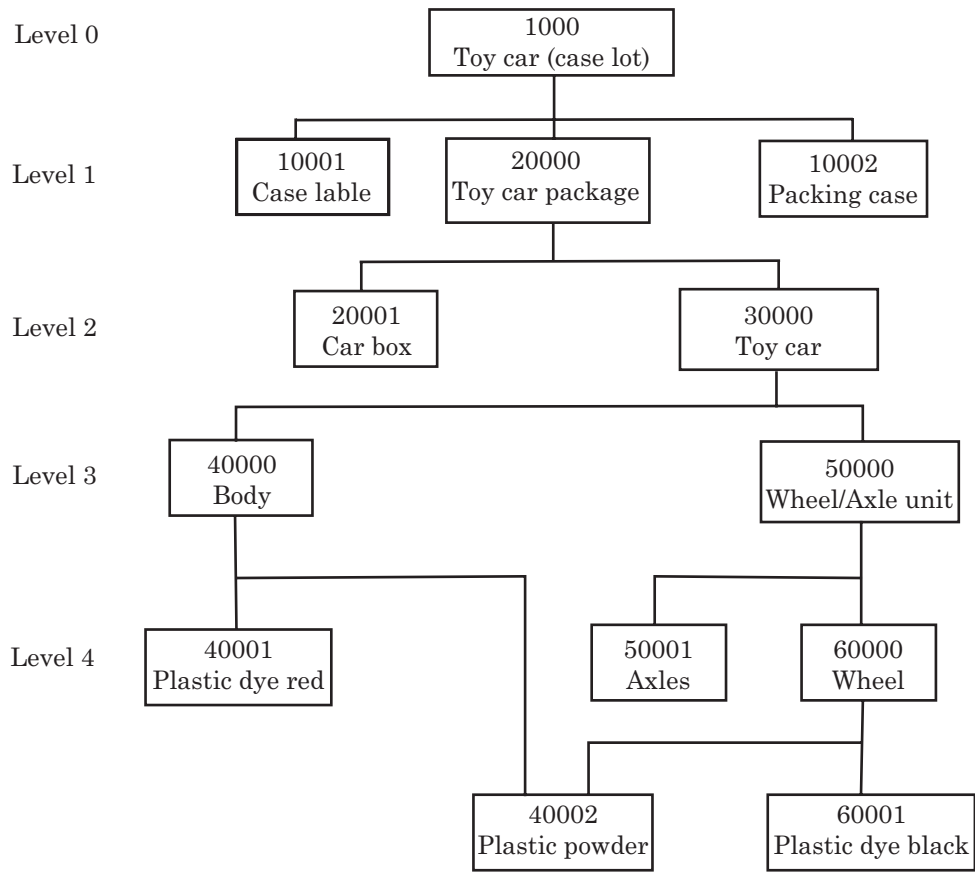 Level 0
1000
Toy car (case lot)
Level 1
10001
Case lable
20000
Toy car package
10002
Packing case
Level 2
20001
Car box
30000
Toy car
Level 3
40000
Body
50000
Wheel/Axle unit
Level 4
40001
Plastic dye red
50001
Axles
60000
Wheel
40002
Plastic powder
60001
Plastic dye black